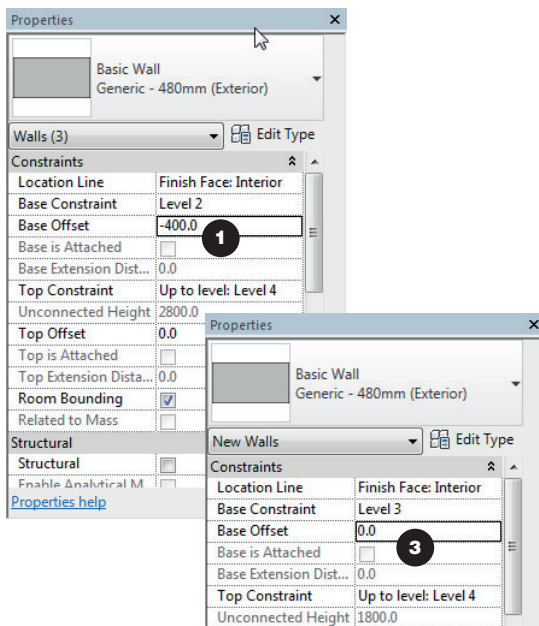 Properties
Basic Wall
Generic - 480mm (Exterior)
Walls (3)
Edit Type
Constraints
Location Line Finish Face: Interior
Base Constraint Level 2
Base Offset -400.0
1
Base is Attached
Base Extension Dist... 0.0
Top Constraint Up to level: Level 4
Unconnected Height 2800.0
Top Offset 0.0
Top is Attached
Top Extension Dista... 0.0
Room Bounding
Related to Mass
Structural
Structural
Enable Analytical M
Properties help
Properties
Basic Wall
Generic - 480mm (Exterior)
New Walls
Edit Type
Constraints
Location Line Finish Face: Interior
Base Constraint Level 3
Base Offset 0.0
3
Base is Attached
Base Extension Dist... 0.0
Top Constraint Up to level: Level 4
Unconnected Height 1800.0